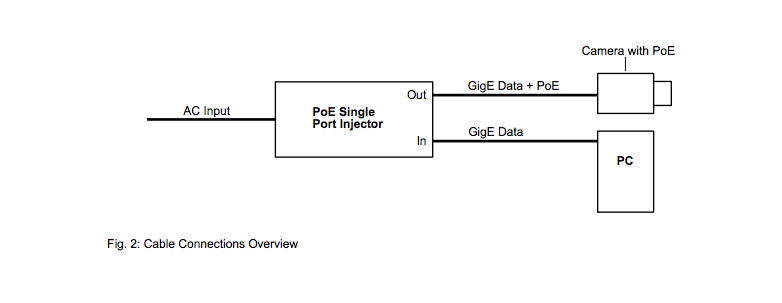 Camera with PoE
GigE Data + PoE
Out
AC Input
PoE Single
Port Injector
GigE Data
In
PC
Fig. 2: Cable Connections Overview